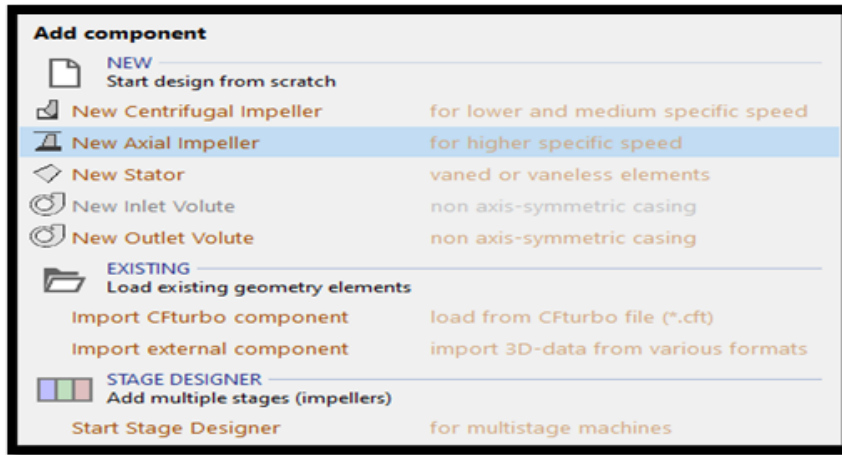 Add component
NEW
Start design from scratch
New Centrifugal Impeller for lower and medium specific speed
New Axial Impeller for higher specific speed
New Stator vaned or vaneless elements
New Inlet Volute non axis-symmetric casing
New Outlet Volute non axis-symmetric casing
EXISTING
Load existing geometry elements
Import CFturbo component load from CFturbo file (*.cft)
Import external component import 3D-data from various formats
STAGE DESIGNER
Add multiple stages (impellers)
Start Stage Designer for multistage machines